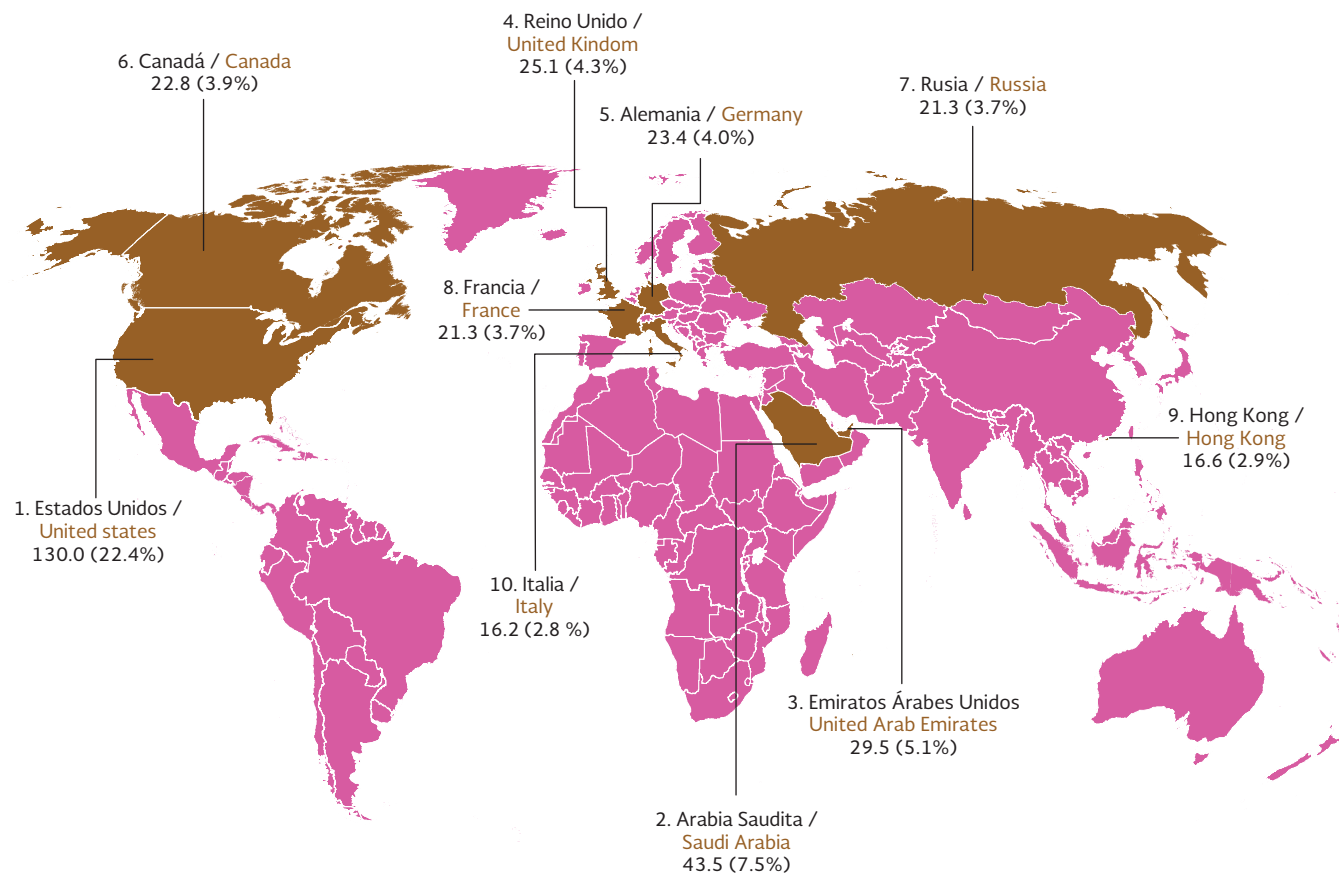 4. Reino Unido /
United Kindom
25.1 (4.3%)
6. Canadá / Canada
22.8 (3.9%)
7. Rusia / Russia
21.3 (3.7%)
5. Alemania / Germany
23.4 (4.0%)
8. Francia /
France
21.3 (3.7%)
9. Hong Kong /
Hong Kong
16.6 (2.9%)
1. Estados Unidos /
United states
130.0 (22.4%)
10. Italia /
Italy
16.2 (2.8 %)
3. Emiratos Árabes Unidos
United Arab Emirates
29.5 (5.1%)
2. Arabia Saudita /
Saudi Arabia
43.5 (7.5%)